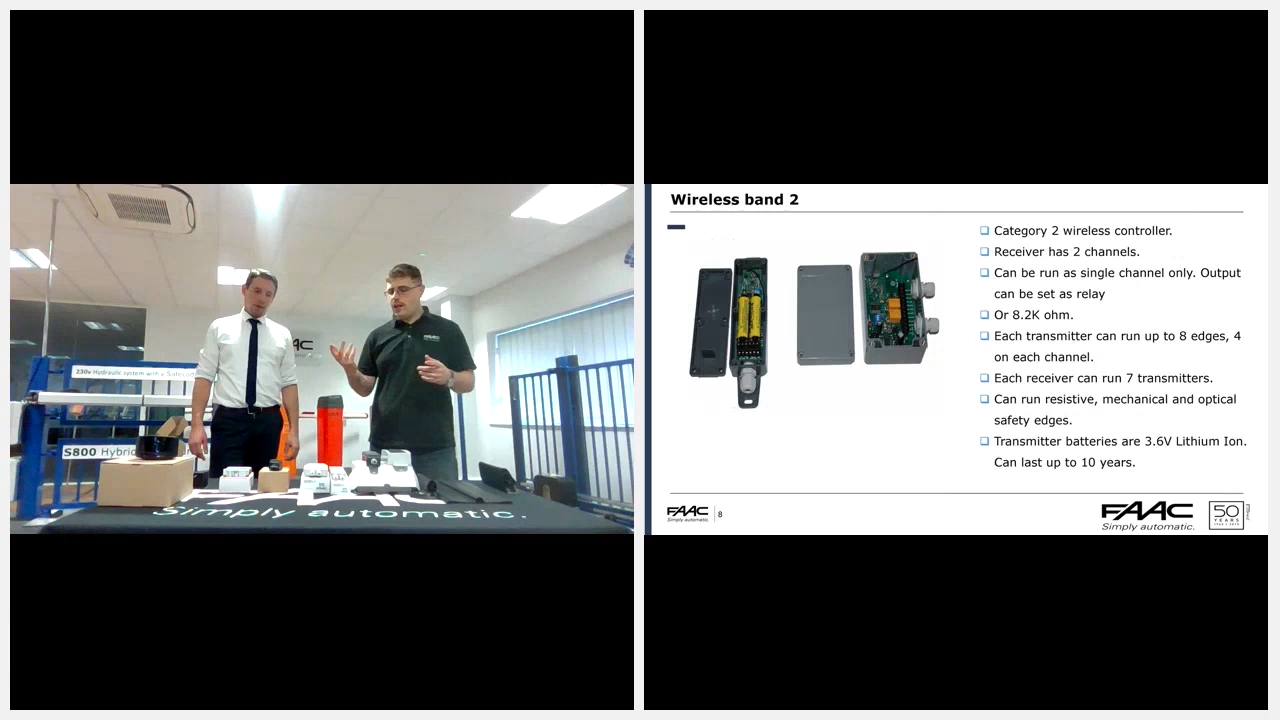 AC
230v Hydraulic system with a Safecoder
S800 Hybrid
FAAC
Simply automatic.
Wireless band 2
Category 2 wireless controller.
Receiver has 2 channels.
Can be run as single channel only. Output
can be set as relay
Or 8.2K ohm.
Each transmitter can run up to 8 edges, 4
on each channel.
Each receiver can run 7 transmitters.
Can run resistive, mechanical and optical
safety edges.
Transmitter batteries are 3.6V Lithium Ion.
Can last up to 10 years.
FAAC
Simply automatic.
8
FAAC
Simply automatic.
50
YEARS